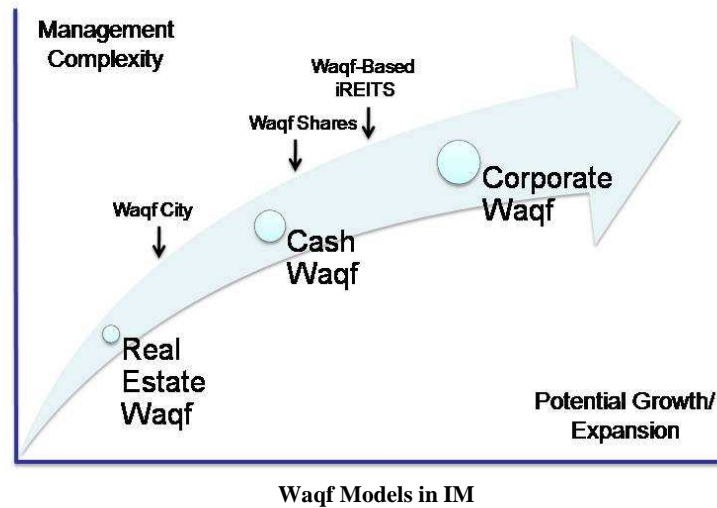 Management
Complexity
Waqf-Based
iREITS
Waqf Shares
Waqf City
Corporate
Waqf
Cash
Waqf
Real
Estate
Waqf
Potential Growth/
Expansion
Waqf Models in IM